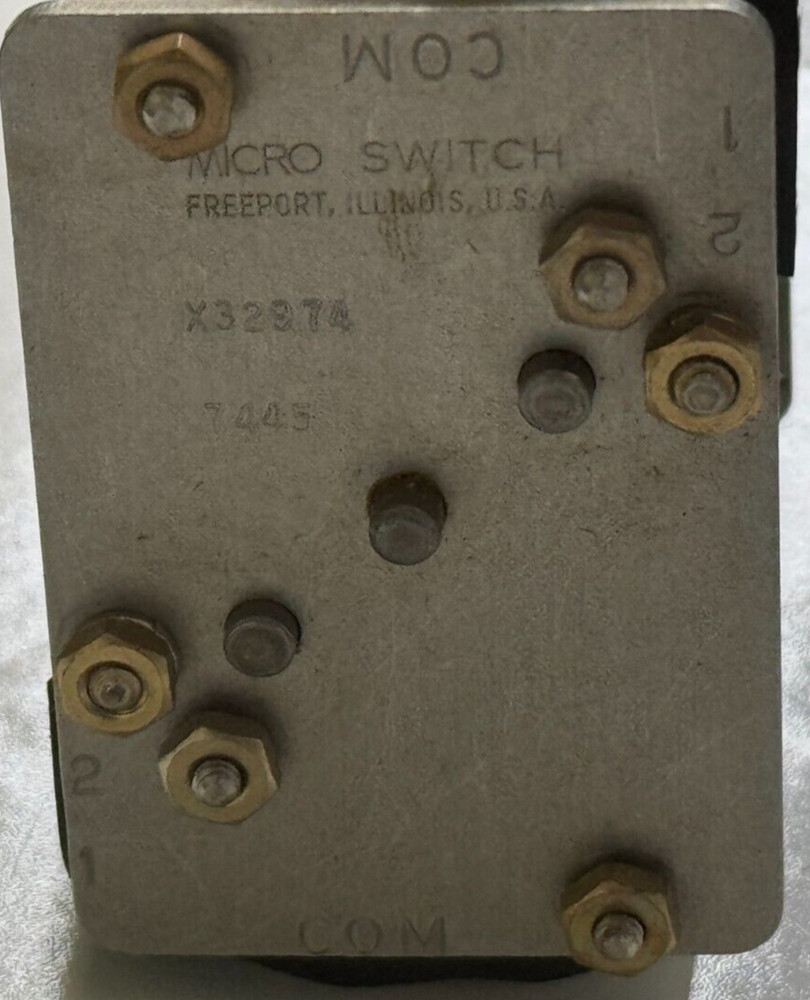 COM
1
MICRO SWITCH
FREEPORT, ILLINOIS, U.S.A.
2
X32974
7445
2
1
COM